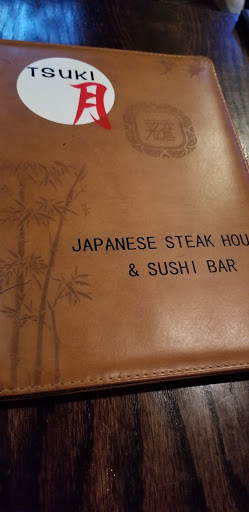 TSUKI
月
JAPANESE STEAK HOU
& SUSHI BAR